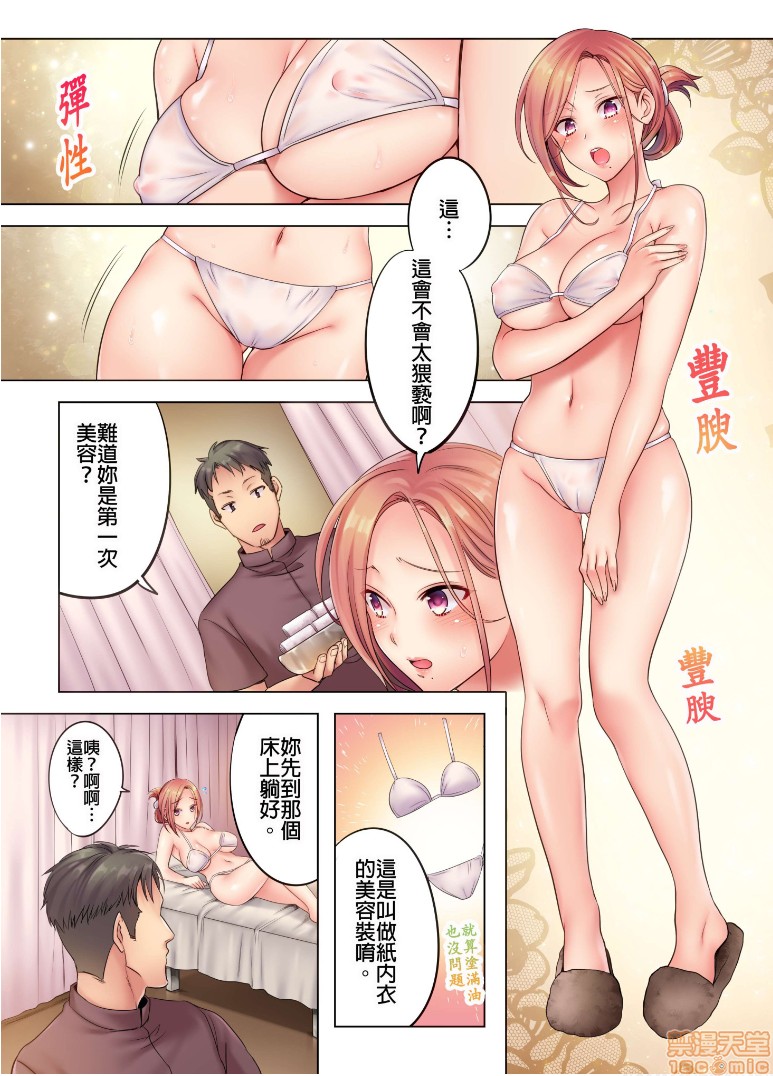 這…
這會不會太猥褻啊？
彈性
豐腴
豐腴
難道妳是第一次
美容？
這是叫做紙内衣
的美容裝唷。
就算塗滿油
也沒問題
妳先到那個
床上躺好。
咦？啊啊…
這樣？
禁漫天堂
18comic